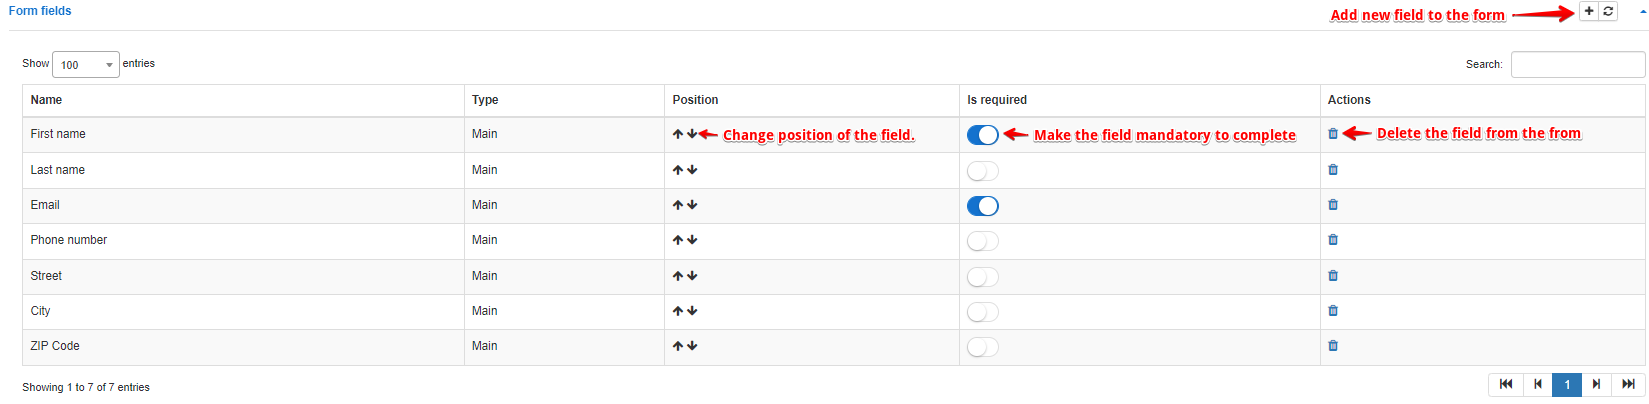 Form fields
Add new field to the form
Show 100 entries
Search:
Name Type Position Is required Actions
First name Main Change position of the field. Make the field mandatory to complete Delete the field from the from
Last name Main
Email Main
Phone number Main
Street Main
City Main
ZIP Code Main
Showing 1 to 7 of 7 entries
1